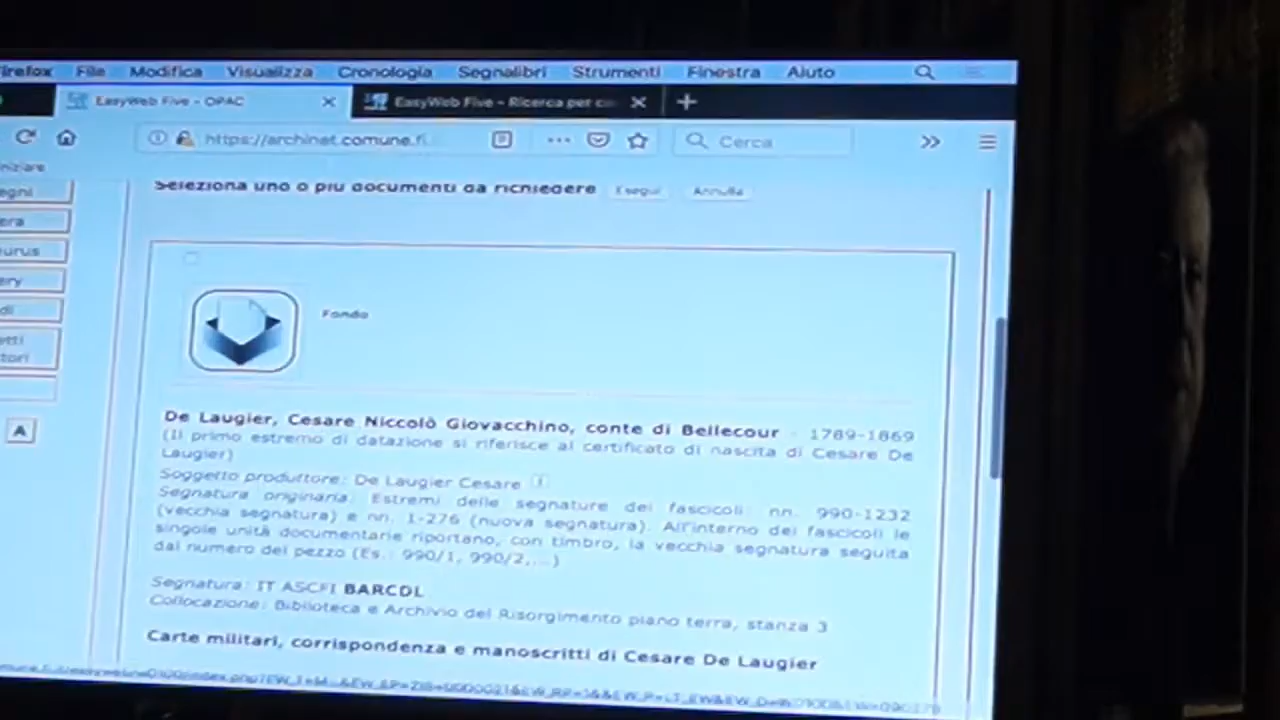 Firefox File Modifica Visualizza Cronologia Segnalibri Strumenti Finestra Aiuto
EasyWeb Five - OPAC
EasyWeb Five - Ricerca per
https://archinet.comune.fi
Cerca
Seleziona uno o più documenti da richiedere Esegui Annulla
Fondo
De Laugier, Cesare Niccolò Giovacchino, conte di Bellecour - 1789-1869
(Il primo estremo di datazione si riferisce al certificato di nascita di Cesare De
Laugier)
Soggetto produttore: De Laugier Cesare
Segnatura originaria: Estremi delle segnature dei fascicoli: nn. 990-1232
(vecchia segnatura) e nn. 1-276 (nuova segnatura). All'interno dei fascicoli le
singole unità documentarie riportano, con timbro, la vecchia segnatura seguita
dal numero del pezzo (Es.: 990/1, 990/2,...)
Segnatura: IT ASCFI BARCDL
Collocazione: Biblioteca e Archivio del Risorgimento piano terra, stanza 3
Carte militari, corrispondenza e manoscritti di Cesare De Laugier
A